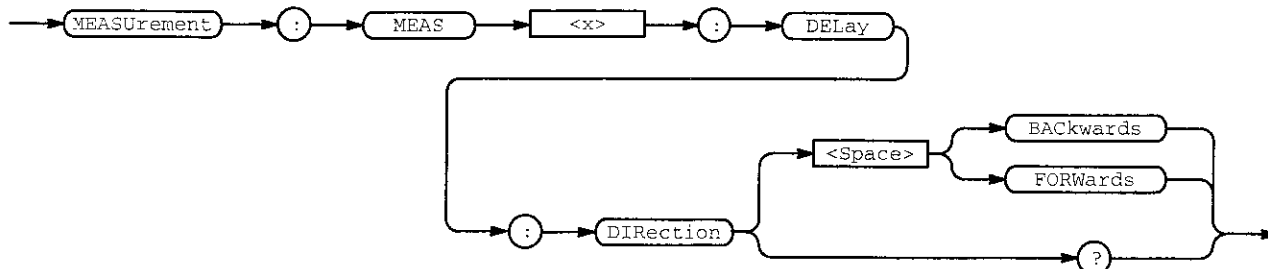 MEASUrement : MEAS <x> : DELay
BACkwards
<Space>
FORWards
: DIRection
?